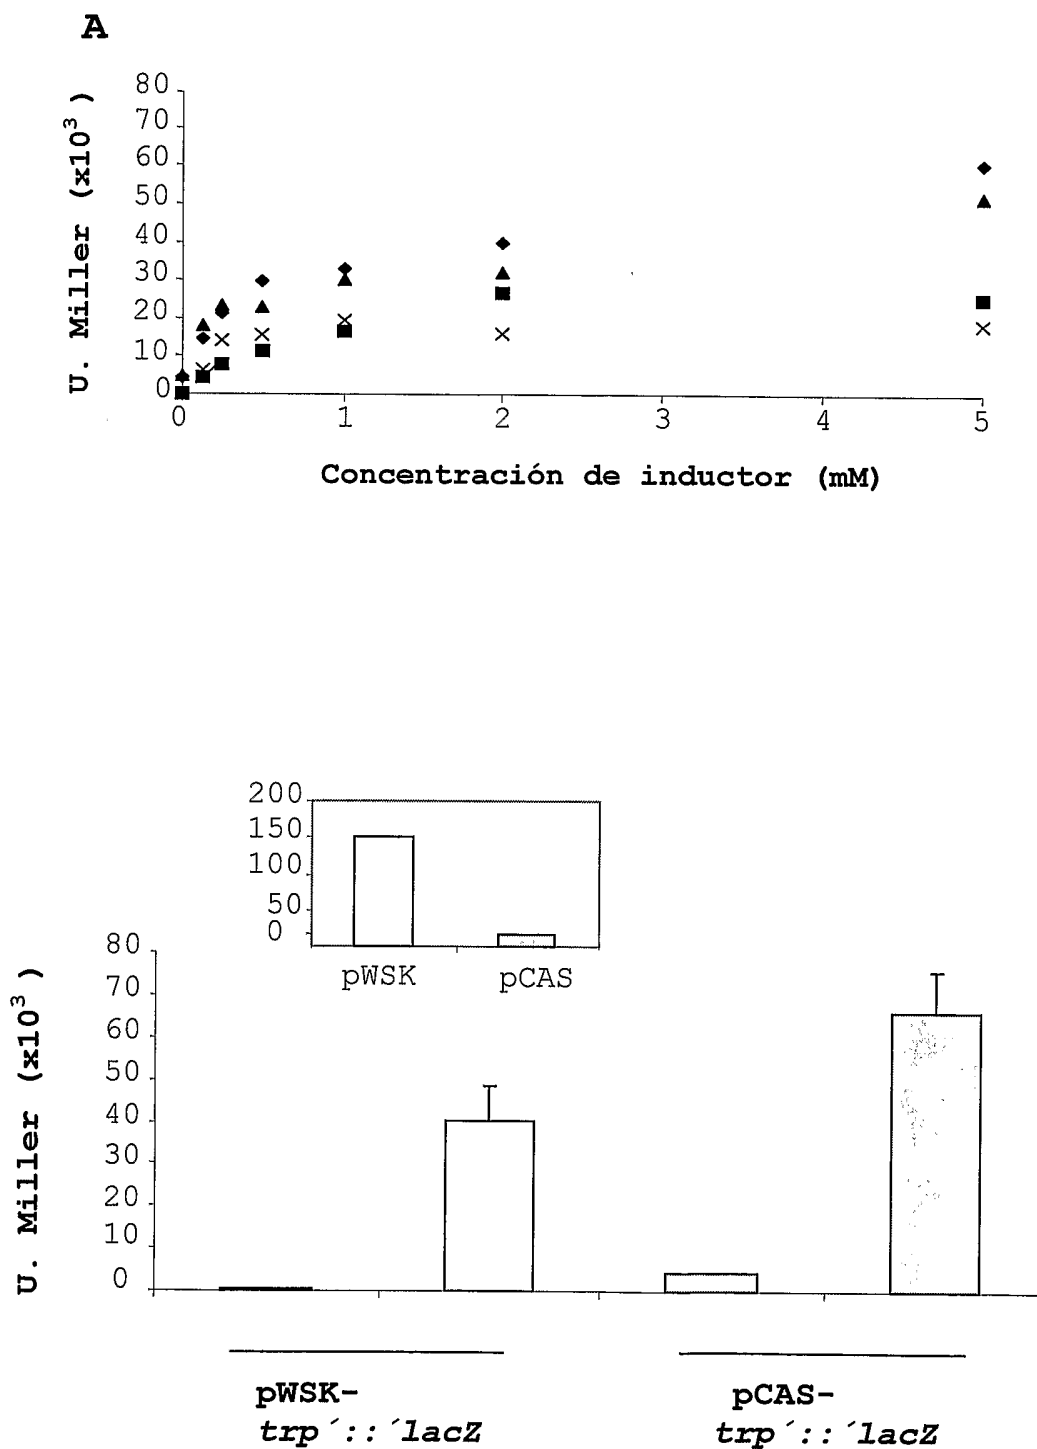 A
U. Miller (x10³)
80
70
60
50
40
30
20
10
0
0 1 2 3 4 5
Concentración de inductor (mM)
200
150
100
50
0
pWSK pCAS
U. Miller (x10³)
80
70
60
50
40
30
20
10
0
pWSK- pCAS-
trp´::´lacZ trp´::´lacZ